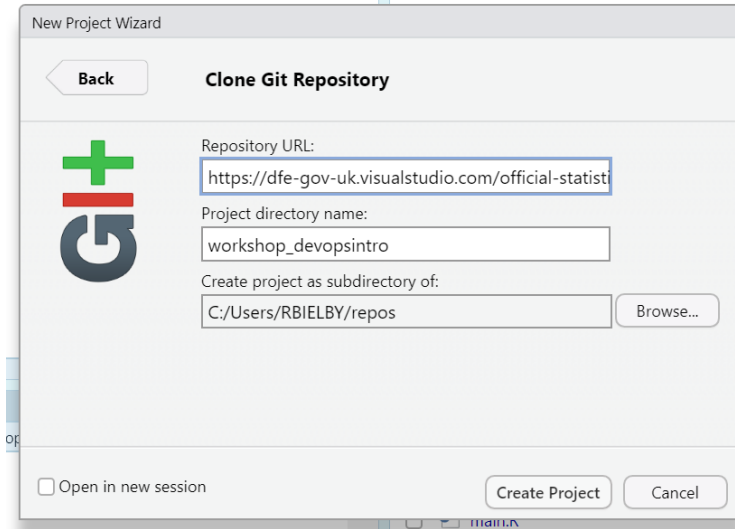 New Project Wizard
Back
Clone Git Repository
GIt
Repository URL:
https://dfe-gov-uk.visualstudio.com/official-statisti
Project directory name:
workshop_devopsintro
Create project as subdirectory of:
C:/Users/RBIELBY/repos
Browse...
Open in new session
Create Project
Cancel
main.R